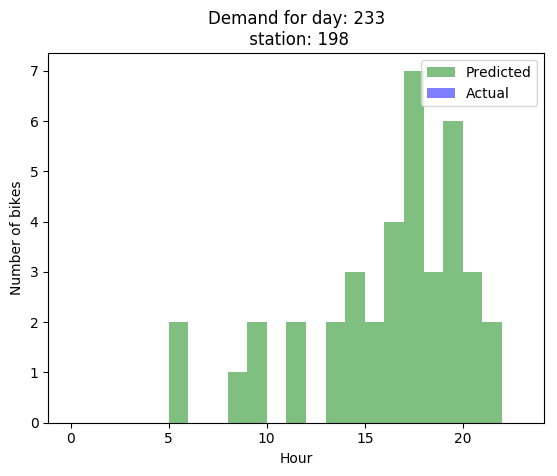 Demand for day: 233
station: 198
Predicted
Actual
7
6
5
4
3
2
1
0
Number of bikes
0 5 10 15 20
Hour